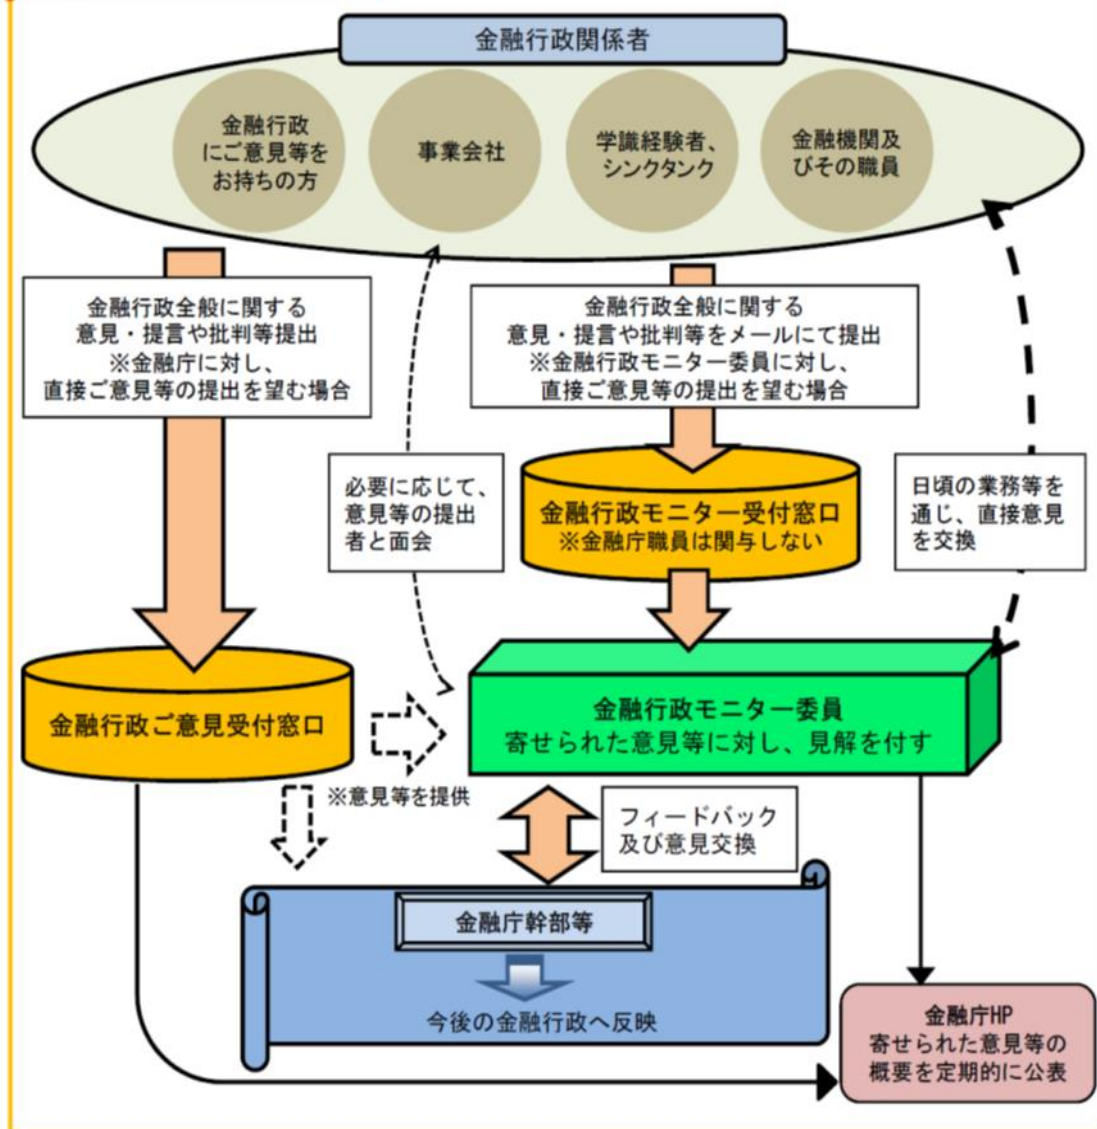 金融行政関係者
金融行政
にご意見等を
お持ちの方
事業会社
学識経験者、
シンクタンク
金融機関及
びその職員
金融行政全般に関する
意見・提言や批判等提出
※金融庁に対し、
直接ご意見等の提出を望む場合
金融行政全般に関する
意見・提言や批判等をメールにて提出
※金融行政モニター委員に対し、
直接ご意見等の提出を望む場合
必要に応じて、
意見等の提出
者と面会
金融行政モニター受付窓口
※金融庁職員は関与しない
日頃の業務等を
通じ、直接意見
を交換
金融行政ご意見受付窓口
金融行政モニター委員
寄せられた意見等に対し、見解を付す
※意見等を提供
フィードバック
及び意見交換
金融庁幹部等
今後の金融行政へ反映
金融庁HP
寄せられた意見等の
概要を定期的に公表